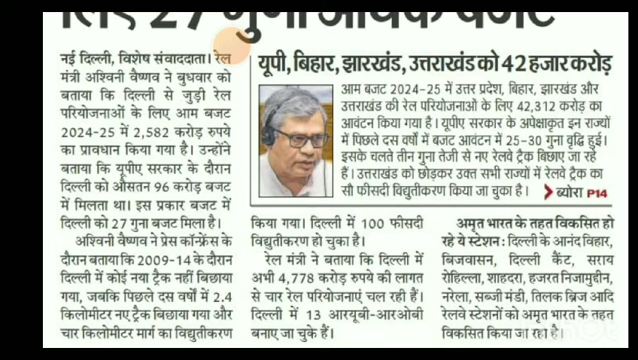 लिए 27 गुना अधिक बजट
नई दिल्ली, विशेष संवाददाता। रेल
मंत्री अश्विनी वैष्णव ने बुधवार को
बताया कि दिल्ली से जुड़ी रेल
परियोजनाओं के लिए आम बजट
2024-25 में 2,582 करोड़ रुपये
का प्रावधान किया गया है। उन्होंने
बताया कि यूपीए सरकार के दौरान
दिल्ली को औसतन 96 करोड़ बजट
में मिलता था। इस प्रकार बजट में
दिल्ली को 27 गुना बजट मिला है।
अश्विनी वैष्णव ने प्रेस कॉन्फ्रेंस के
दौरान बताया कि 2009-14 के दौरान
दिल्ली में कोई नया ट्रैक नहीं बिछाया
गया, जबकि पिछले दस वर्षों में 2.4
किलोमीटर नए ट्रैक बिछाया गया और
चार किलोमीटर मार्ग का विद्युतीकरण
यूपी, बिहार, झारखंड, उत्तराखंड को 42 हजार करोड़
आम बजट 2024-25 में उत्तर प्रदेश, बिहार, झारखंड और
उत्तराखंड की रेल परियोजनाओं के लिए 42,312 करोड़ का
आवंटन किया गया है। यूपीए सरकार के अपेक्षाकृत इन राज्यों
में पिछले दस वर्षों में बजट आवंटन में 25-30 गुना वृद्धि हुई।
इसके चलते तीन गुना तेजी से नए रेलवे ट्रैक बिछाए जा रहे
हैं। उत्तराखंड को छोड़कर उक्त सभी राज्यों में रेलवे ट्रैक का
सौ फीसदी विद्युतीकरण किया जा चुका है। ब्योरा P14
किया गया। दिल्ली में 100 फीसदी
विद्युतीकरण हो चुका है।
रेल मंत्री ने बताया कि दिल्ली में
अभी 4,778 करोड़ रुपये की लागत
से चार रेल परियोजनाएं चल रही हैं।
दिल्ली में 13 आरयूबी-आरओबी
बनाए जा चुके हैं।
अमृत भारत के तहत विकसित हो
रहे ये स्टेशन: दिल्ली के आनंद विहार,
बिजवासन, दिल्ली कैंट, सराय
रोहिल्ला, शाहदरा, हजरत निजामुद्दीन,
नरेला, सब्जी मंडी, तिलक ब्रिज आदि
रेलवे स्टेशनों को अमृत भारत के तहत
विकसित किया जा रहा है।